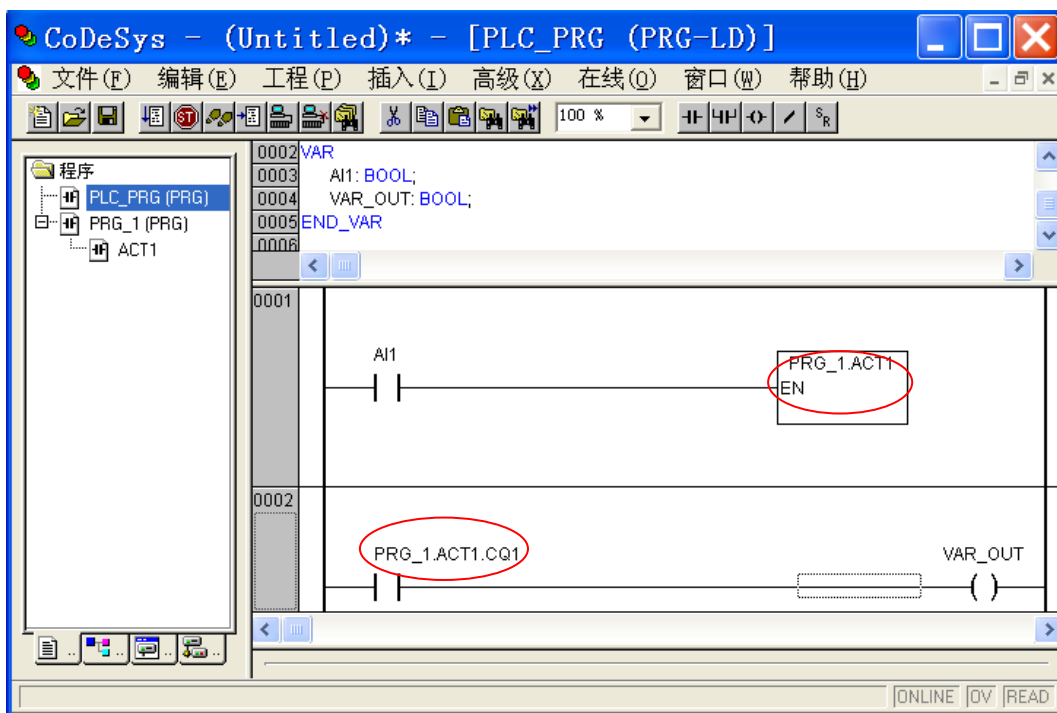 CoDeSys - (Untitled)* - [PLC_PRG (PRG-LD)]
文件(F) 编辑(E) 工程(P) 插入(I) 高级(X) 在线(O) 窗口(W) 帮助(H)
100 %
程序
PLC_PRG (PRG)
PRG_1 (PRG)
ACT1
0002 VAR
0003 AI1: BOOL;
0004 VAR_OUT: BOOL;
0005 END_VAR
0006
0001
AI1
PRG_1.ACT1
EN
0002
PRG_1.ACT1.CQ1 VAR_OUT
ONLINE OV READ